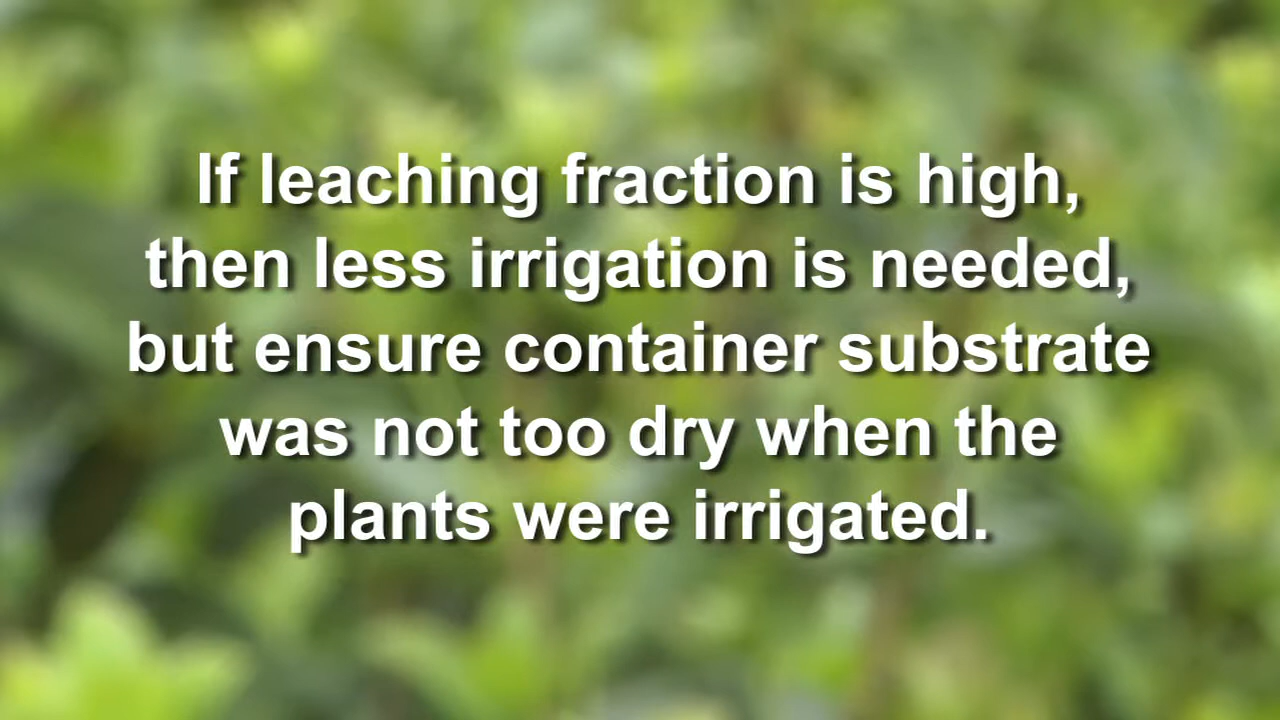 If leaching fraction is high,
then less irrigation is needed,
but ensure container substrate
was not too dry when the
plants were irrigated.